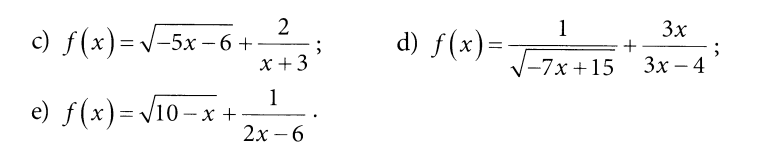 c) f(x) = √(-5x - 6) + 2/(x + 3) ; d) f(x) = 1/√(-7x + 15) + 3x/(3x - 4) ;
e) f(x) = √(10 - x) + 1/(2x - 6) .